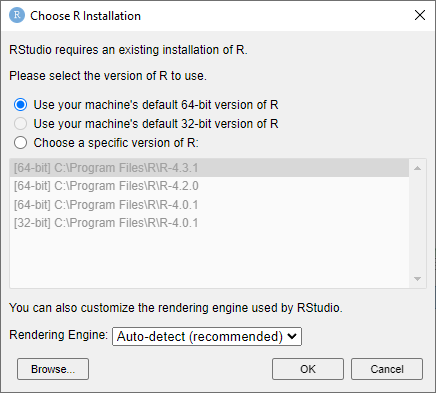 R Choose R Installation
RStudio requires an existing installation of R.
Please select the version of R to use.
Use your machine's default 64-bit version of R
Use your machine's default 32-bit version of R
Choose a specific version of R:
[64-bit] C:\Program Files\R\R-4.3.1
[64-bit] C:\Program Files\R\R-4.2.0
[64-bit] C:\Program Files\R\R-4.0.1
[32-bit] C:\Program Files\R\R-4.0.1
You can also customize the rendering engine used by RStudio.
Rendering Engine: Auto-detect (recommended)
Browse... OK Cancel